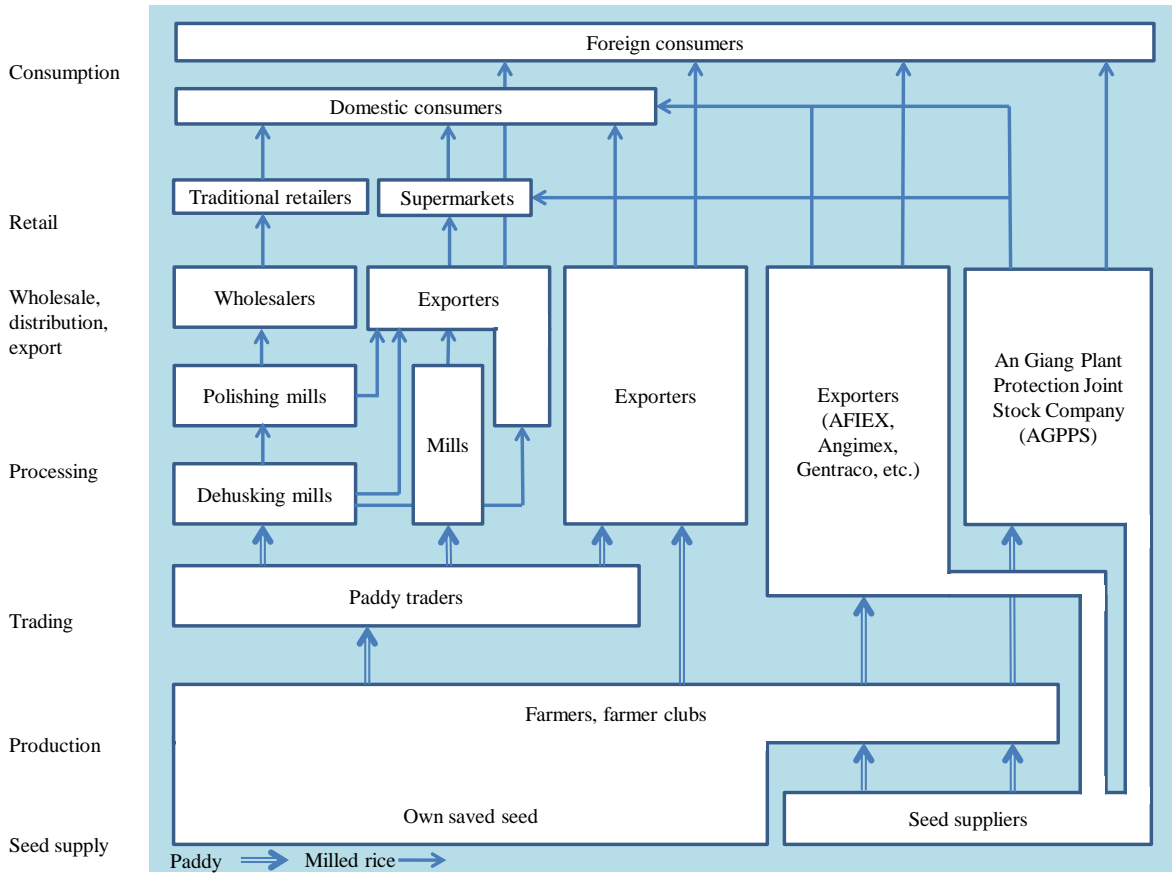 Foreign consumers
Consumption
Domestic consumers
Traditional retailers
Supermarkets
Retail
Wholesale,
distribution,
export
Wholesalers
Exporters
Polishing mills
Mills
Exporters
Exporters
(AFIEX,
Angimex,
Gentraco, etc.)
An Giang Plant
Protection Joint
Stock Company
(AGPPS)
Processing
Dehusking mills
Paddy traders
Trading
Farmers, farmer clubs
Production
Own saved seed
Seed suppliers
Seed supply
Paddy
Milled rice